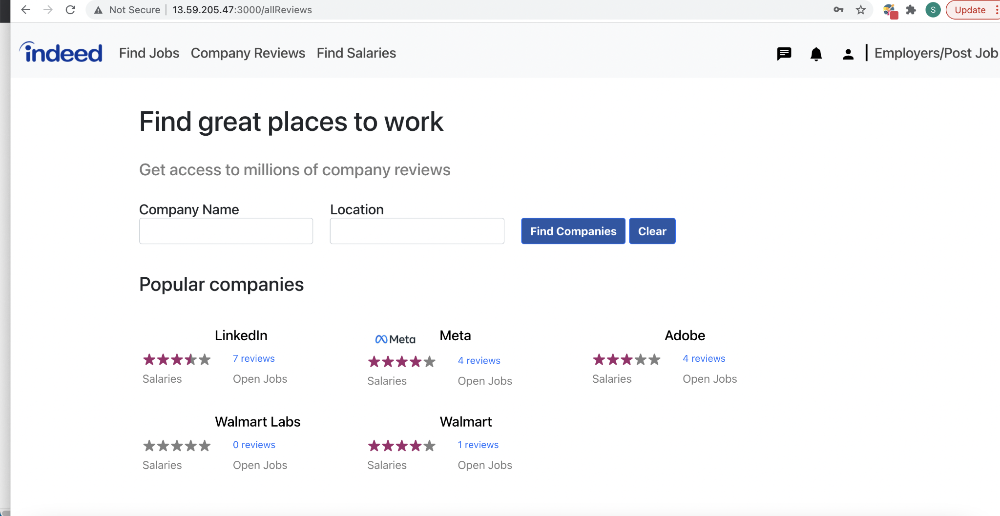 Not Secure | 13.59.205.47:3000/allReviews
S
Update
indeed Find Jobs Company Reviews Find Salaries Employers/Post Job
Find great places to work
Get access to millions of company reviews
Company Name Location
Find Companies Clear
Popular companies
LinkedIn
7 reviews
Salaries Open Jobs
Meta Meta
4 reviews
Salaries Open Jobs
Adobe
4 reviews
Salaries Open Jobs
Walmart Labs
0 reviews
Salaries Open Jobs
Walmart
1 reviews
Salaries Open Jobs